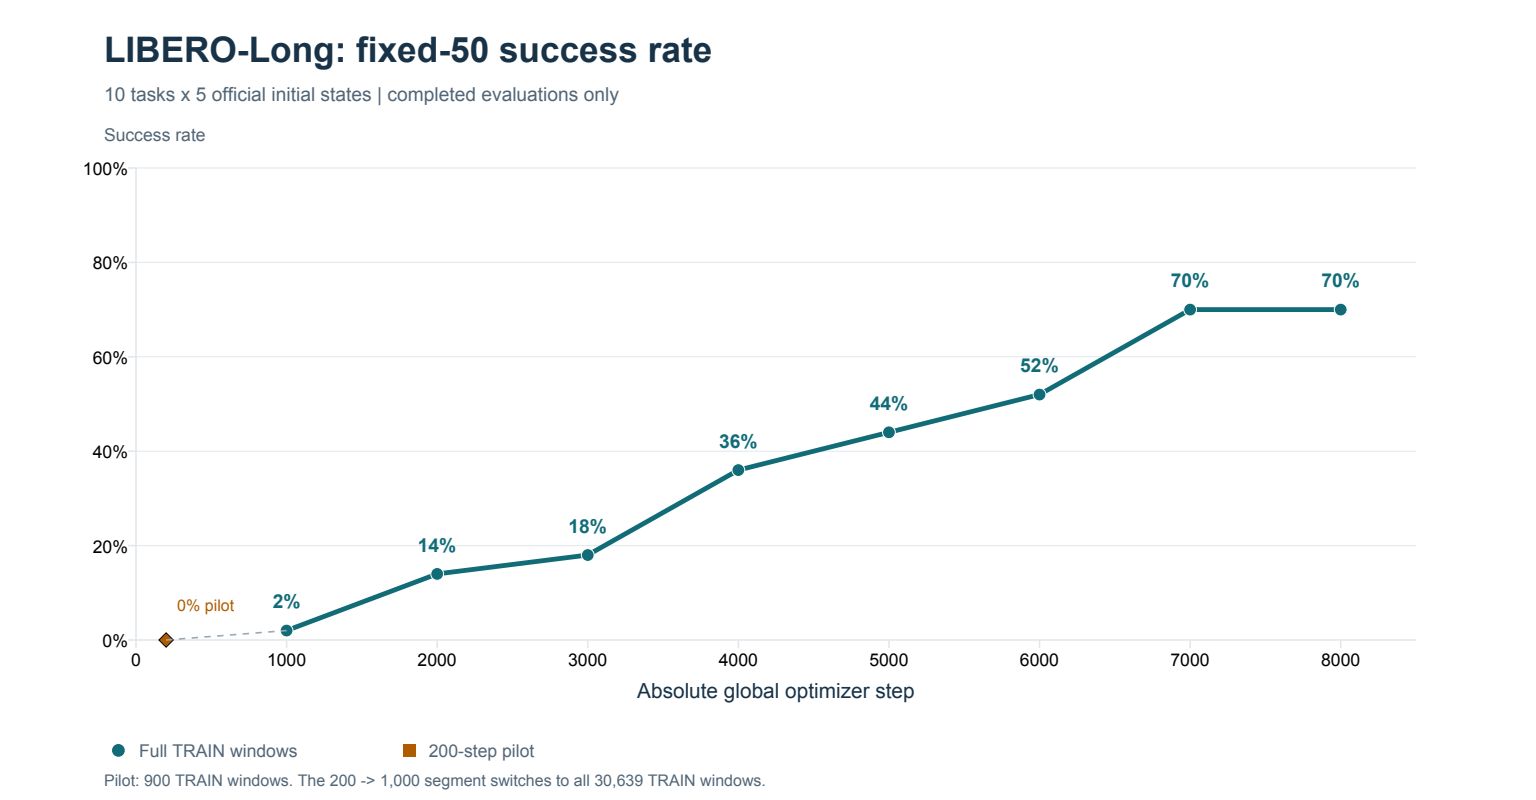 LIBERO-Long: fixed-50 success rate
10 tasks x 5 official initial states | completed evaluations only
Success rate
100%
80%
60%
40%
20%
0%
0% pilot
2%
14%
18%
36%
44%
52%
70%
70%
0 1000 2000 3000 4000 5000 6000 7000 8000
Absolute global optimizer step
Full TRAIN windows 200-step pilot
Pilot: 900 TRAIN windows. The 200 -> 1,000 segment switches to all 30,639 TRAIN windows.